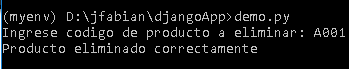 (myenv) D:\jfabian\djangoApp>demo.py
Ingrese codigo de producto a eliminar: A001
Producto eliminado correctamente